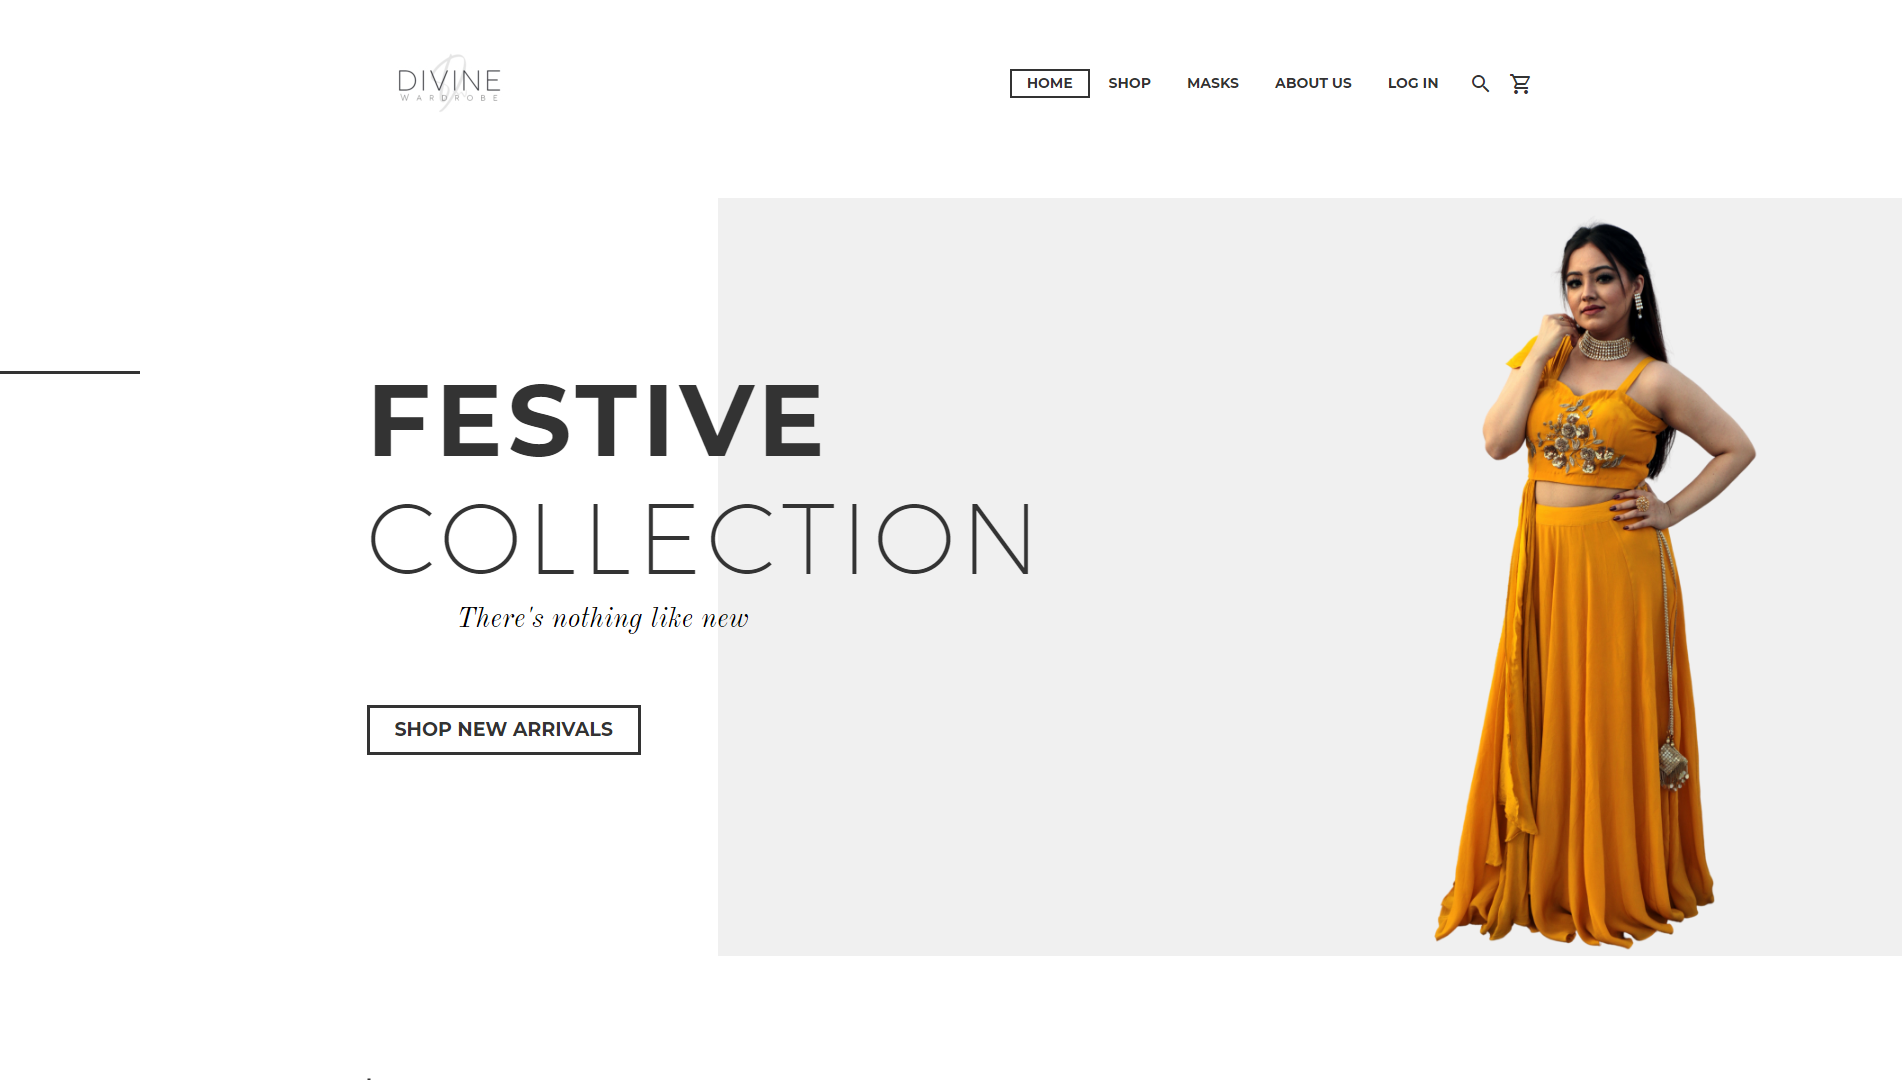 DIVINE
WARDROBE
HOME
SHOP
MASKS
ABOUT US
LOG IN
FESTIVE
COLLECTION
There's nothing like new
SHOP NEW ARRIVALS